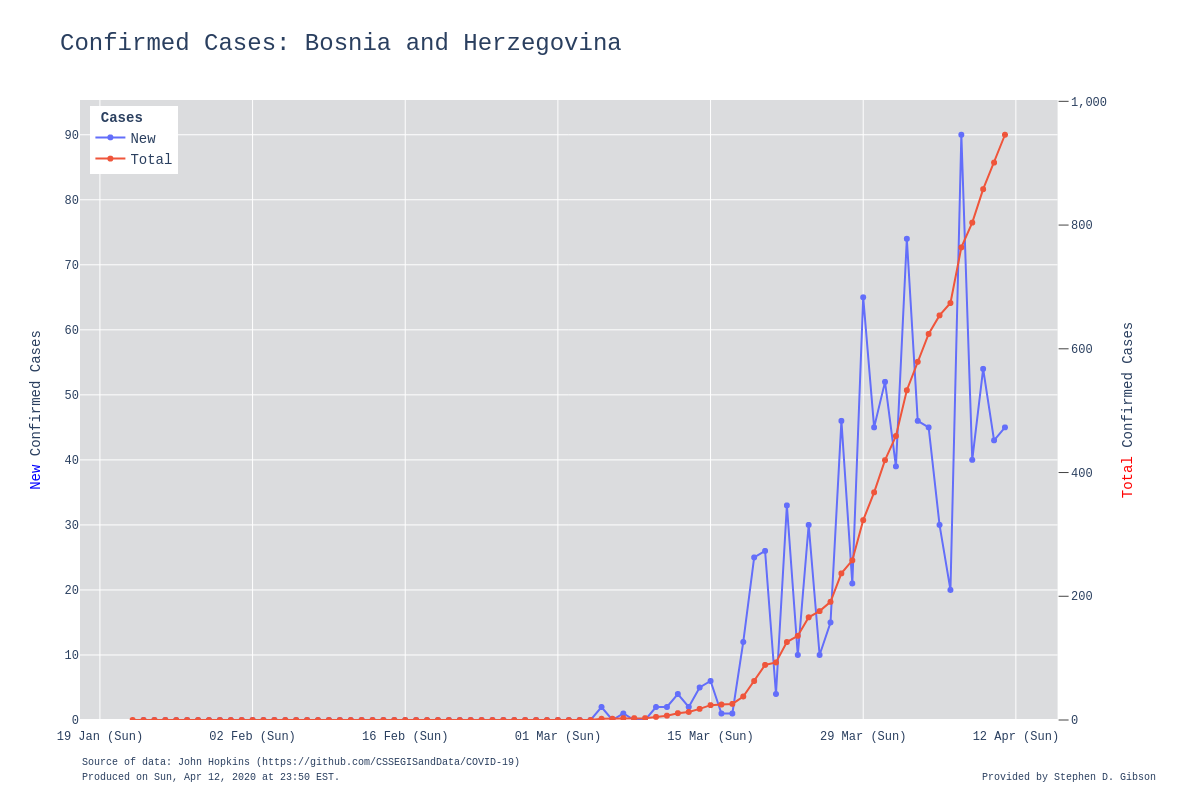 Confirmed Cases: Bosnia and Herzegovina
Cases
New
Total
90
80
70
60
50
40
30
20
10
0
New Confirmed Cases
1,000
800
600
400
200
0
Total Confirmed Cases
19 Jan (Sun)
02 Feb (Sun)
16 Feb (Sun)
01 Mar (Sun)
15 Mar (Sun)
29 Mar (Sun)
12 Apr (Sun)
Source of data: John Hopkins (https://github.com/CSSEGISandData/COVID-19)
Produced on Sun, Apr 12, 2020 at 23:50 EST.
Provided by Stephen D. Gibson